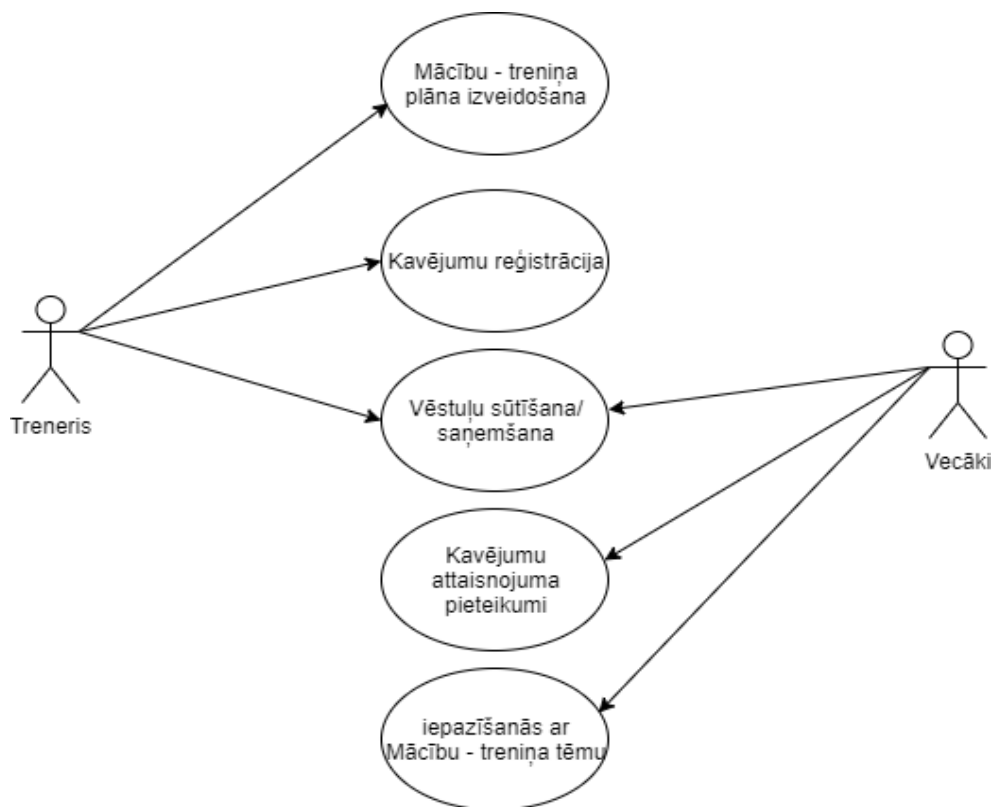 Mācību - treniņa
plāna izveidošana
Kavējumu reģistrācija
Treneris
Vēstuļu sūtīšana/
saņemšana
Vecāki
Kavējumu
attaisnojuma
pieteikumi
iepazīšanās ar
Mācību - treniņa tēmu